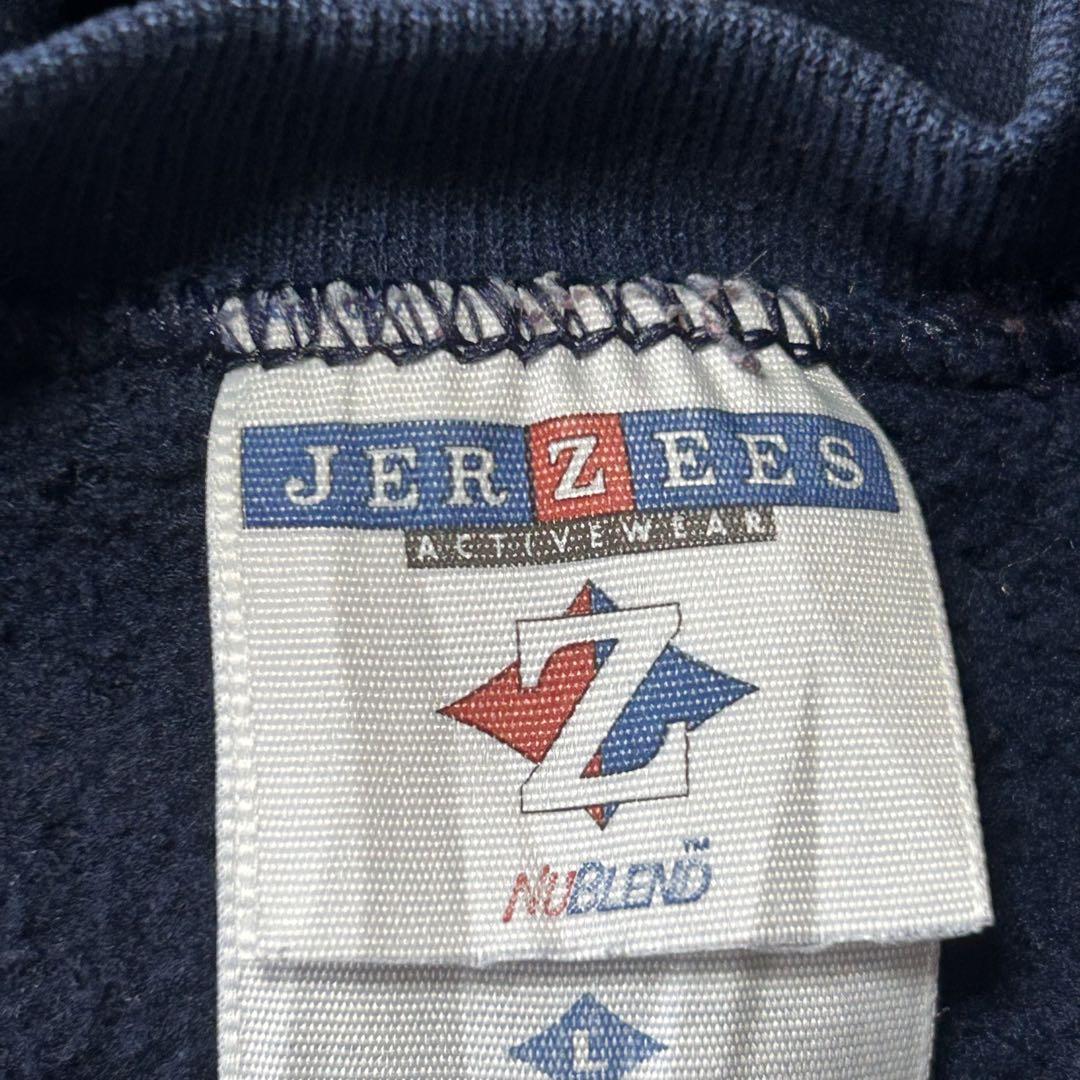 JERZEES
ACTIVEWEAR
Z
NUBLEND™
L